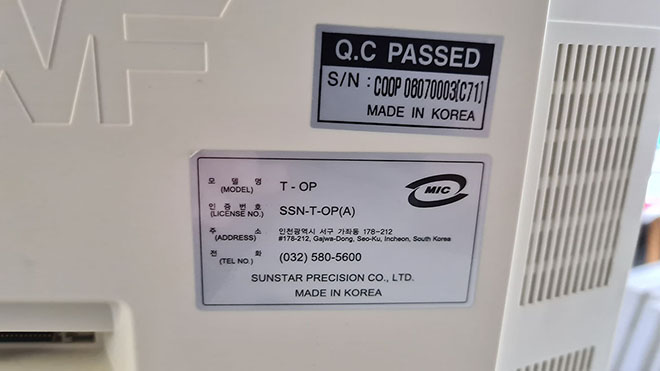 MF
Q.C PASSED
S/N : COOP 08070003(C71)
MADE IN KOREA
모 델 명
(MODEL)
T - OP
MIC
인 증 번 호
(LICENSE NO.)
SSN-T-OP(A)
주 소
(ADDRESS)
인천광역시 서구 가좌동 178-212
#178-212, Gajwa-Dong, Seo-Ku, Incheon, South Korea
전 화
(TEL NO.)
(032) 580-5600
SUNSTAR PRECISION CO., LTD.
MADE IN KOREA